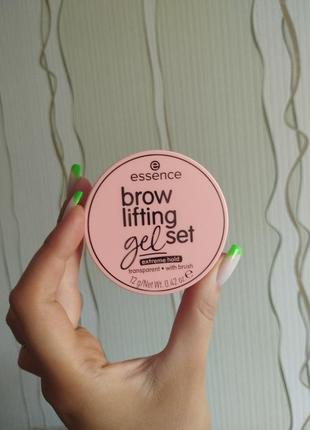 e
essence
brow
lifting
gel set
extreme hold
transparent • with brush
12 g/Net Wt. 0.42 oz e